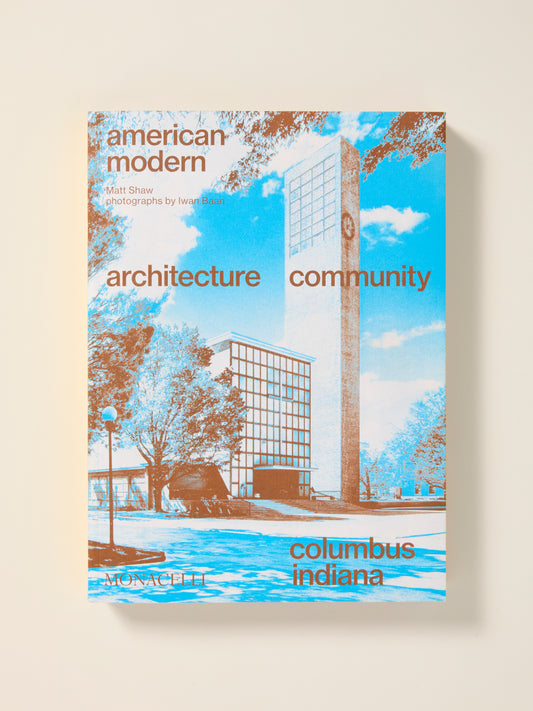 american
modern
Matt Shaw
photographs by Iwan Baan
architecture community
columbus
indiana
MONACELLI